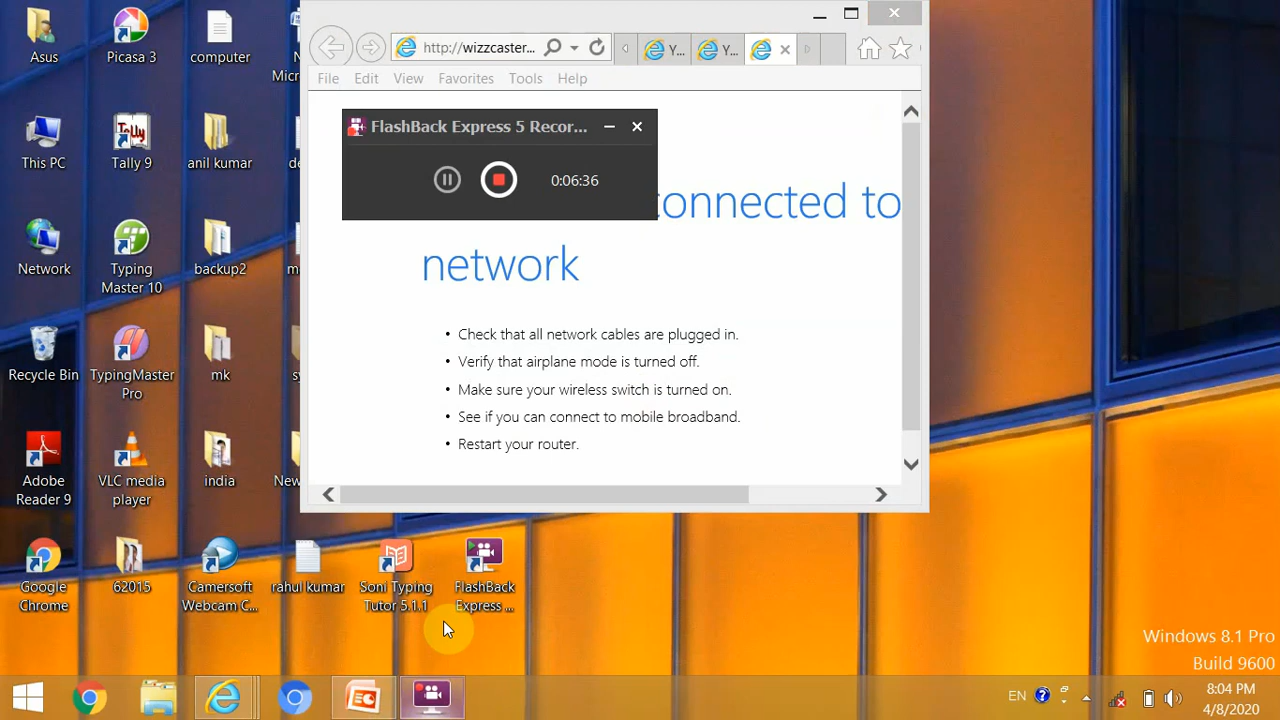 Asus
Picasa 3
computer
http://wizzcaster...
Y...
Y...
File Edit View Favorites Tools Help
FlashBack Express 5 Recor...
0:06:36
connected to
network
• Check that all network cables are plugged in.
• Verify that airplane mode is turned off.
• Make sure your wireless switch is turned on.
• See if you can connect to mobile broadband.
• Restart your router.
This PC
Tally 9
anil kumar
Network
Typing
Master 10
backup2
Recycle Bin
TypingMaster
Pro
mk
Adobe
Reader 9
VLC media
player
india
Google
Chrome
62015
Camersoft
Webcam C...
rahul kumar
Soni Typing
Tutor 5.1.1
FlashBack
Express ...
Windows 8.1 Pro
Build 9600
EN
8:04 PM
4/8/2020